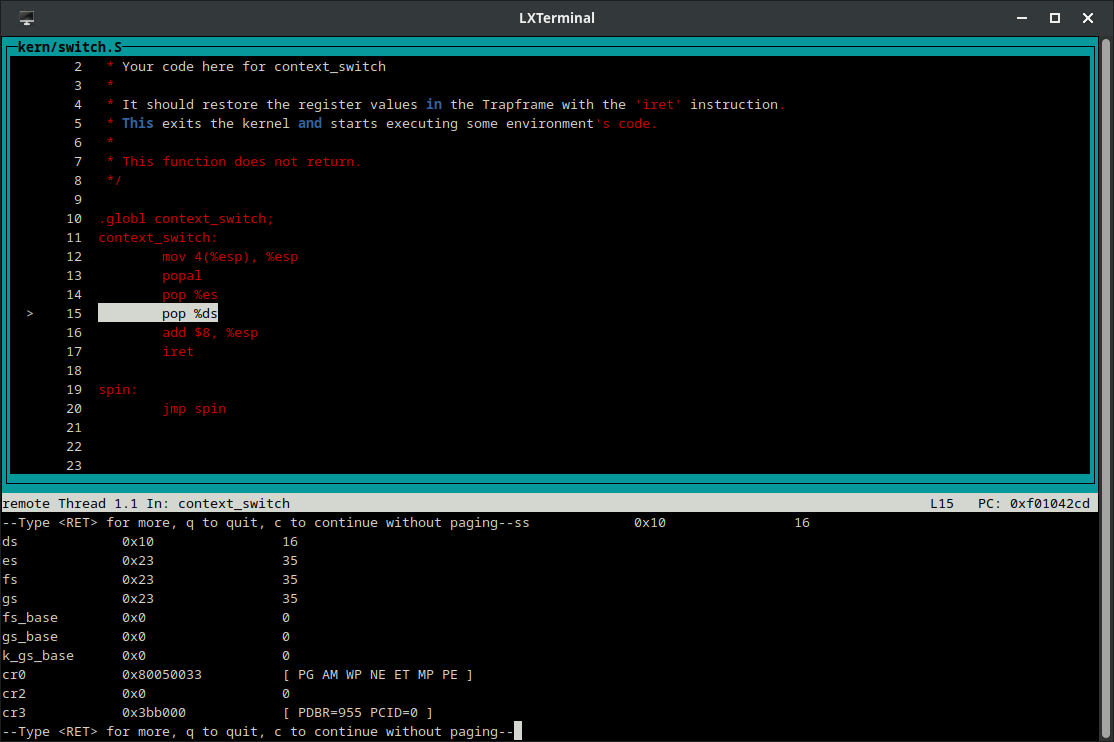 LXTerminal
kern/switch.S
2 * Your code here for context_switch
3 *
4 * It should restore the register values in the Trapframe with the 'iret' instruction.
5 * This exits the kernel and starts executing some environment's code.
6 *
7 * This function does not return.
8 */
9
10 .globl context_switch;
11 context_switch:
12 mov 4(%esp), %esp
13 popal
14 pop %es
> 15 pop %ds
16 add $8, %esp
17 iret
18
19 spin:
20 jmp spin
21
22
23
remote Thread 1.1 In: context_switch L15 PC: 0xf01042cd
--Type <RET> for more, q to quit, c to continue without paging--ss 0x10 16
ds 0x10 16
es 0x23 35
fs 0x23 35
gs 0x23 35
fs_base 0x0 0
gs_base 0x0 0
k_gs_base 0x0 0
cr0 0x80050033 [ PG AM WP NE ET MP PE ]
cr2 0x0 0
cr3 0x3bb000 [ PDBR=955 PCID=0 ]
--Type <RET> for more, q to quit, c to continue without paging--